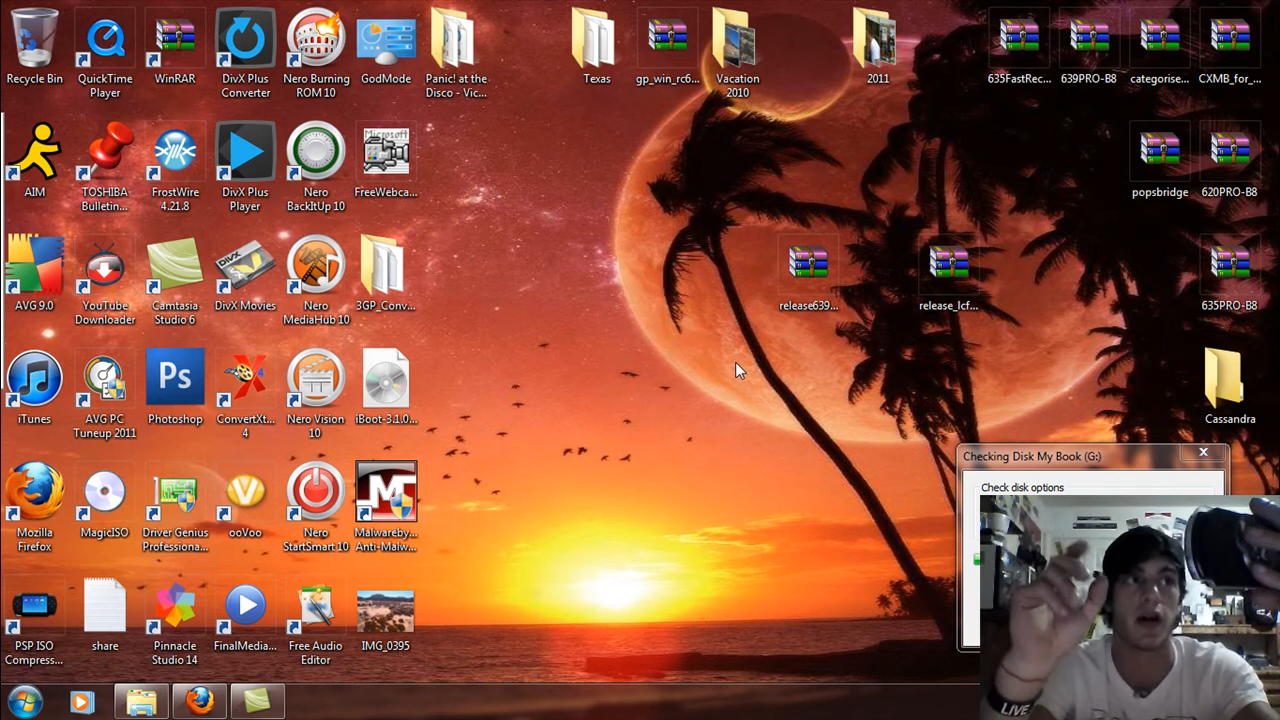 Recycle Bin
QuickTime
Player
WinRAR
DivX Plus
Converter
Nero Burning
ROM 10
GodMode
Panic! at the
Disco - Vic...
Texas
gp_win_rc6...
Vacation
2010
2011
635FastRec...
639PRO-B8
categorise...
CXMB_for_...
AIM
TOSHIBA
Bulletin...
FrostWire
4.21.8
DivX Plus
Player
Nero
BackItUp 10
Microsoft
FreeWebca...
popsbridge
620PRO-B8
AVG 9.0
YouTube
Downloader
Camtasia
Studio 6
DivX Movies
Nero
MediaHub 10
3GP_Conv...
release639...
release_lcf...
635PRO-B8
iTunes
AVG PC
Tuneup 2011
Ps
Photoshop
ConvertXt...
4
Nero Vision
10
iBoot-3.1.0...
Cassandra
Mozilla
Firefox
MagicISO
Driver Genius
Professiona...
ooVoo
Nero
StartSmart 10
Malwareby...
Anti-Malw...
Checking Disk My Book (G:)
Check disk options
PSP ISO
Compress...
share
Pinnacle
Studio 14
FinalMedia...
Free Audio
Editor
IMG_0395
LIVE